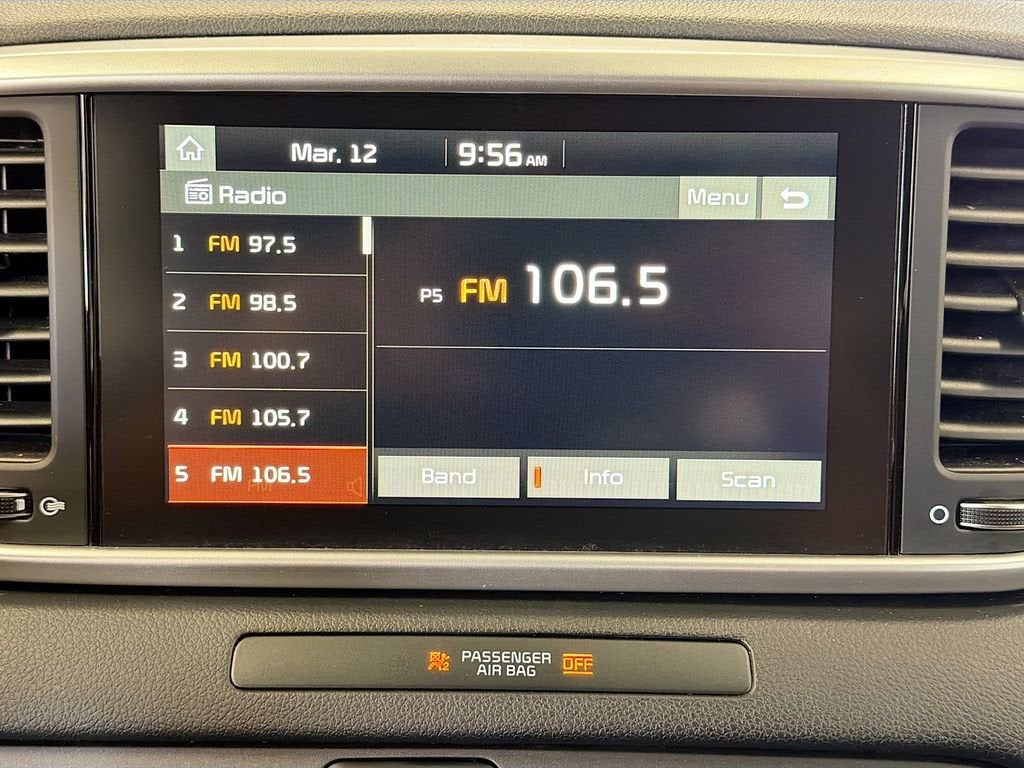 Mar. 12 9:56 AM
Radio Menu
1 FM 97.5
2 FM 98.5
3 FM 100.7
4 FM 105.7
5 FM 106.5
P5 FM 106.5
Band Info Scan
PASSENGER
AIR BAG OFF